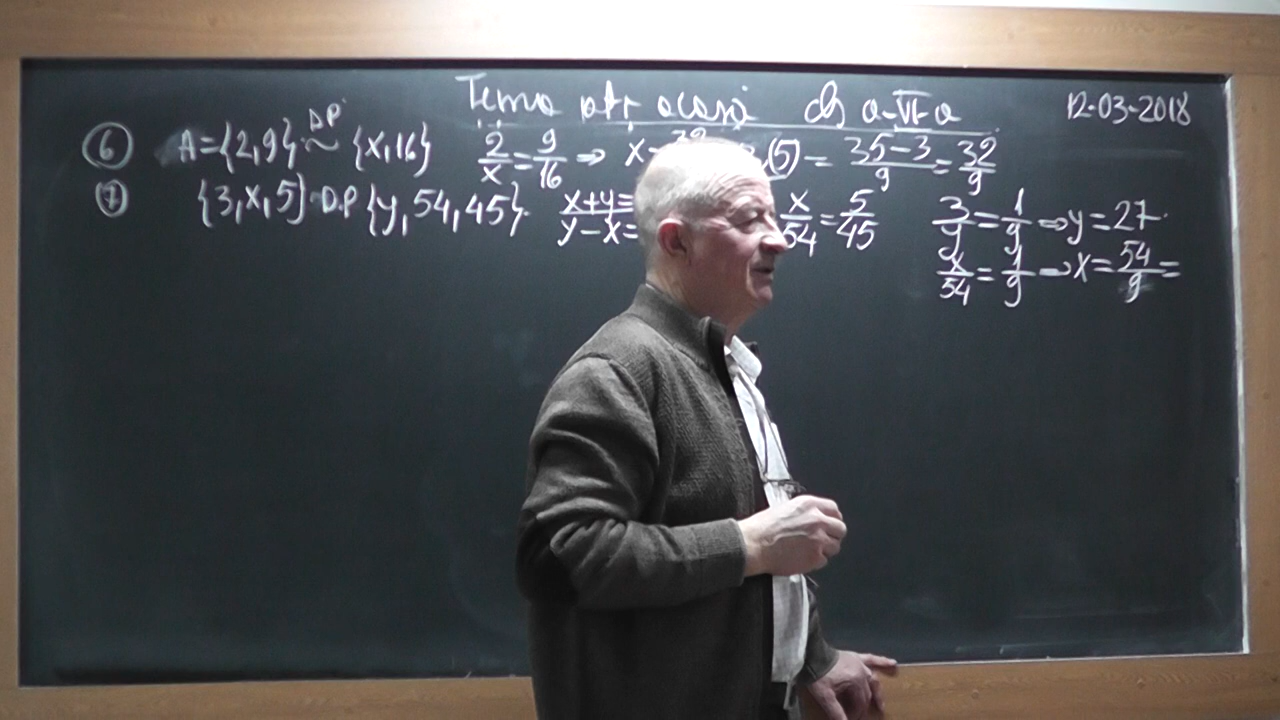 Tema ptr acasă cls a-VI-a 12-03-2018
⑥ A={2,9} ~ D.P {x,16} 2/x=9/16 ⇒ x= (5) = 35-3/9=32/9
⑦ {3,x,5} D.P {y,54,45} x+y= / y-x= x/54=5/45 3/y=1/9 ⇒ y=27
x/54=1/9 ⇒ x=54/9=